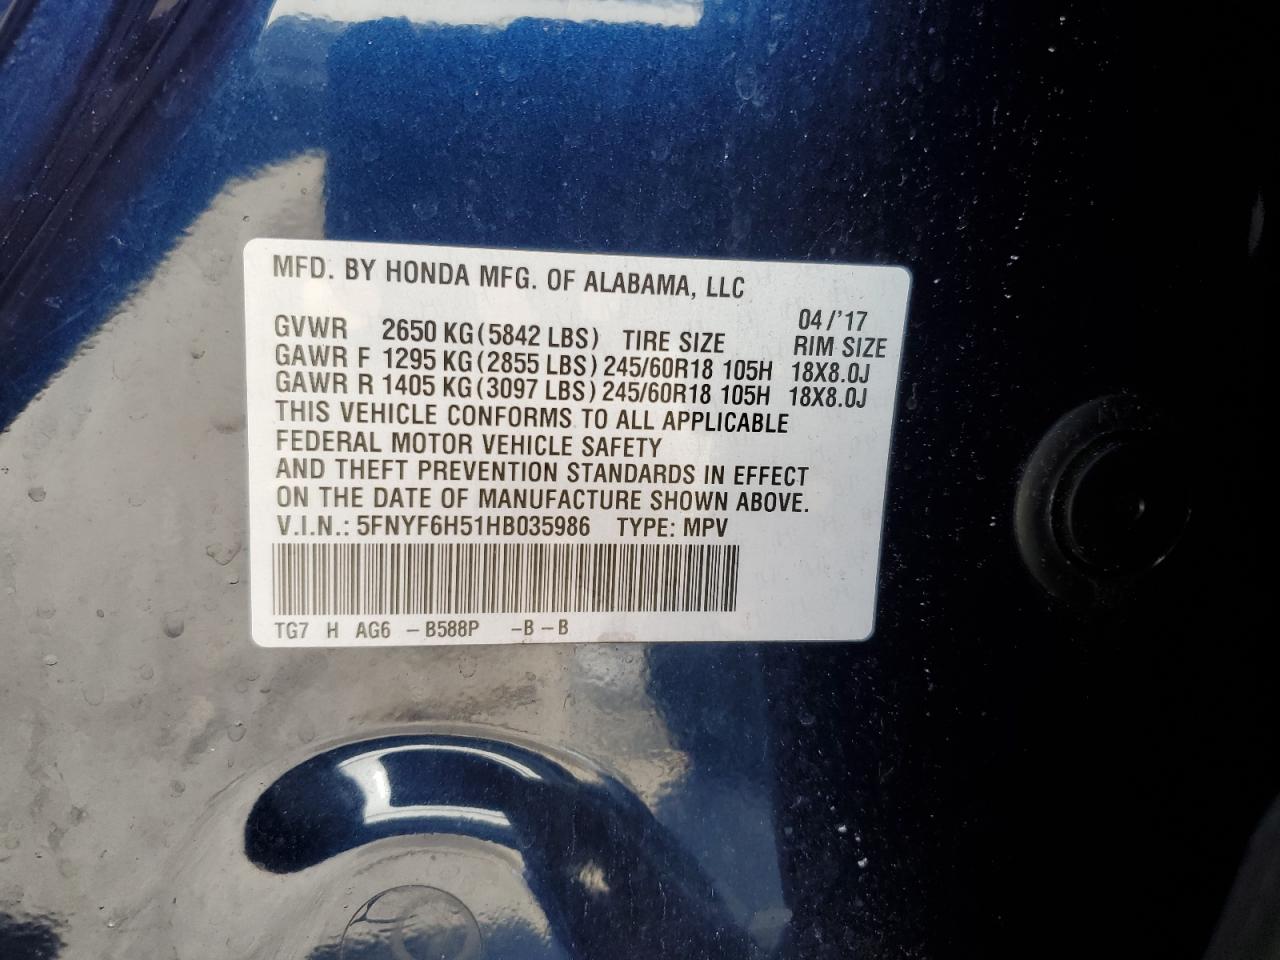 MFD. BY HONDA MFG. OF ALABAMA, LLC
04/'17
GVWR 2650 KG(5842 LBS) TIRE SIZE RIM SIZE
GAWR F 1295 KG(2855 LBS) 245/60R18 105H 18X8.0J
GAWR R 1405 KG(3097 LBS) 245/60R18 105H 18X8.0J
THIS VEHICLE CONFORMS TO ALL APPLICABLE
FEDERAL MOTOR VEHICLE SAFETY
AND THEFT PREVENTION STANDARDS IN EFFECT
ON THE DATE OF MANUFACTURE SHOWN ABOVE.
V.I.N.: 5FNYF6H51HB035986 TYPE: MPV
TG7 H AG6 -B588P -B-B